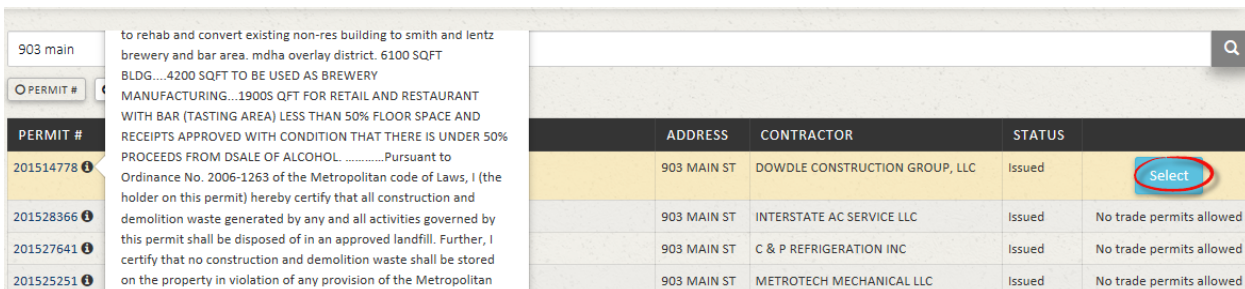 903 main
to rehab and convert existing non-res building to smith and lentz
brewery and bar area. mdha overlay district. 6100 SQFT
BLDG....4200 SQFT TO BE USED AS BREWERY
MANUFACTURING...1900S QFT FOR RETAIL AND RESTAURANT
WITH BAR (TASTING AREA) LESS THAN 50% FLOOR SPACE AND
RECEIPTS APPROVED WITH CONDITION THAT THERE IS UNDER 50%
PROCEEDS FROM DSALE OF ALCOHOL. ............Pursuant to
Ordinance No. 2006-1263 of the Metropolitan code of Laws, I (the
holder on this permit) hereby certify that all construction and
demolition waste generated by any and all activities governed by
this permit shall be disposed of in an approved landfill. Further, I
certify that no construction and demolition waste shall be stored
on the property in violation of any provision of the Metropolitan
PERMIT #
PERMIT # ADDRESS CONTRACTOR STATUS
201514778 903 MAIN ST DOWDLE CONSTRUCTION GROUP, LLC Issued Select
201528366 903 MAIN ST INTERSTATE AC SERVICE LLC Issued No trade permits allowed
201527641 903 MAIN ST C & P REFRIGERATION INC Issued No trade permits allowed
201525251 903 MAIN ST METROTECH MECHANICAL LLC Issued No trade permits allowed